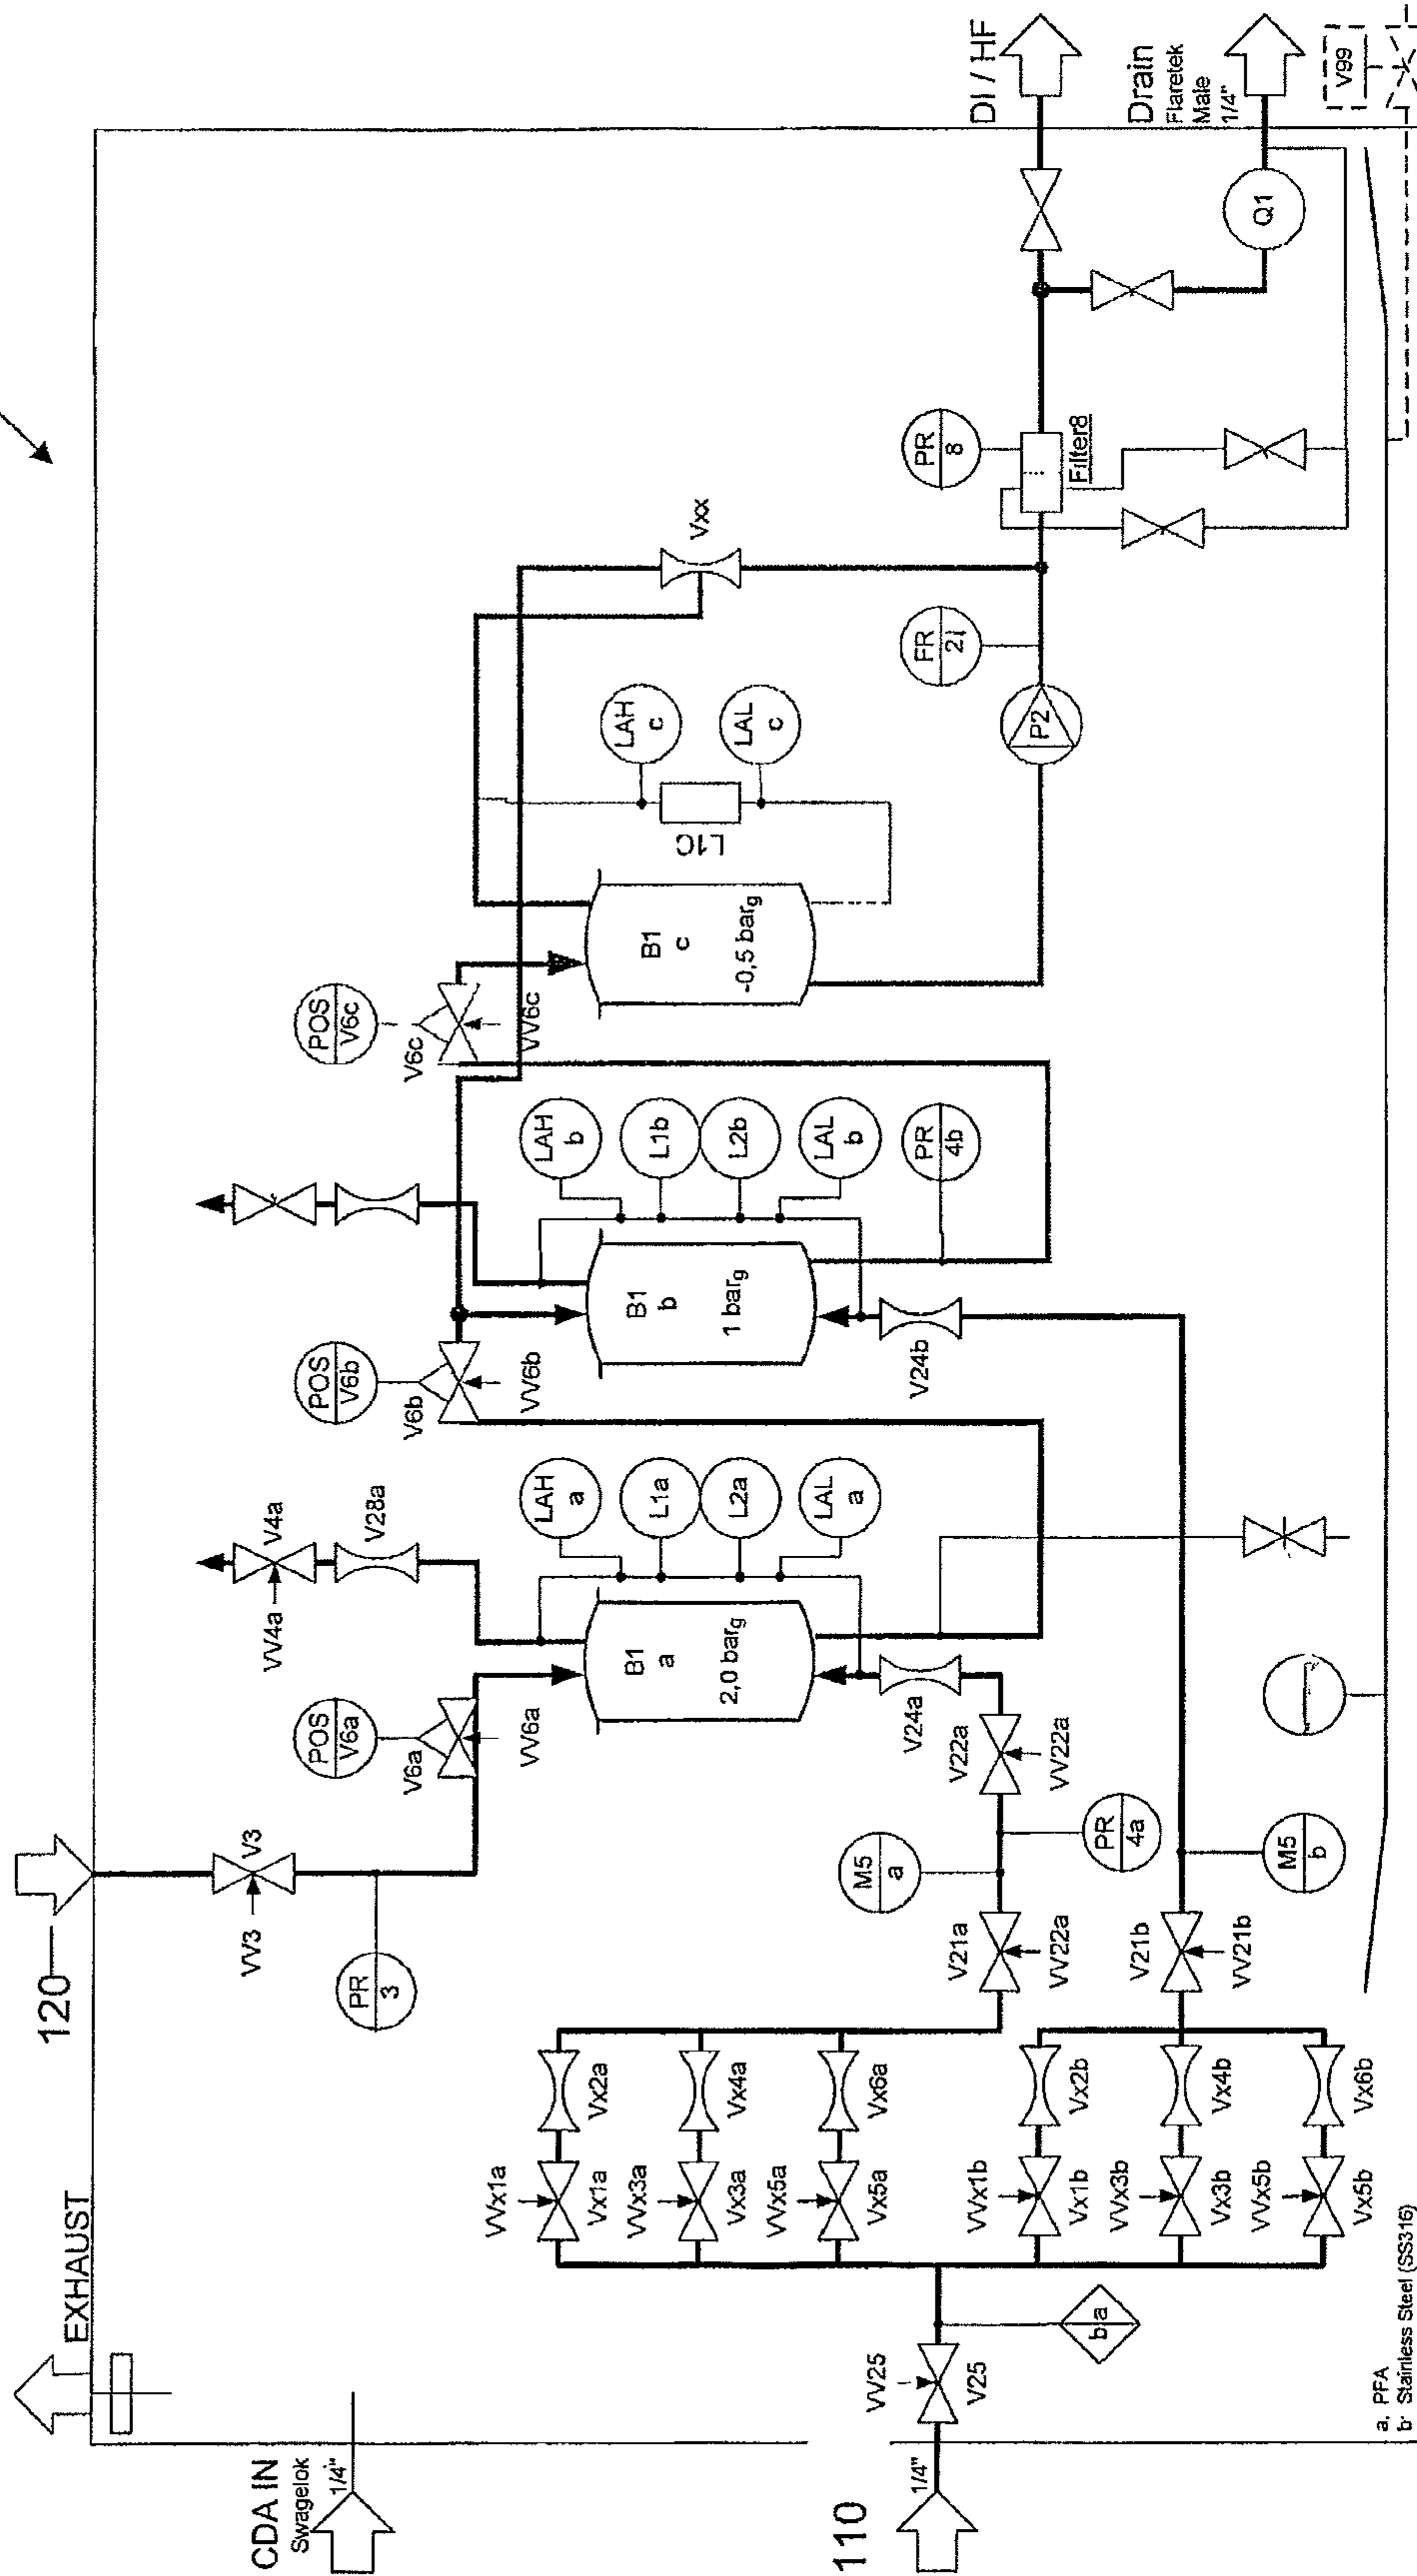 120
EXHAUST
CDA IN
Swagelok
1/4"
110
1/4"
VV25
V25
b a
a. PFA
b Stainless Steel (SS316)
VV3
V3
PR
3
VVx1a
Vx1a
Vx2a
VVx3a
Vx3a
Vx4a
VVx5a
Vx5a
Vx6a
VVx1b
Vx1b
Vx2b
VVx3b
Vx3b
Vx4b
VVx5b
Vx5b
Vx6b
V21a
VV22a
V21b
VV21b
M5
a
M5
b
PR
4a
V22a
VV22a
V24a
POS
V6a
V6a
VV6a
VV4a
V4a
V28a
B1
a
2,0 barg
LAH
a
L1a
L2a
LAL
a
POS
V6b
V6b
VV6b
B1
b
1 barg
V24b
LAH
b
L1b
L2b
LAL
b
PR
4b
POS
V6c
V6c
VV6c
B1
c
-0,5 barg
L1C
LAH
c
LAL
c
P2
FR
Vxx
PR
8
Filter8
Q1
DI / HF
Drain
Flaretek
Male
1/4"
V99